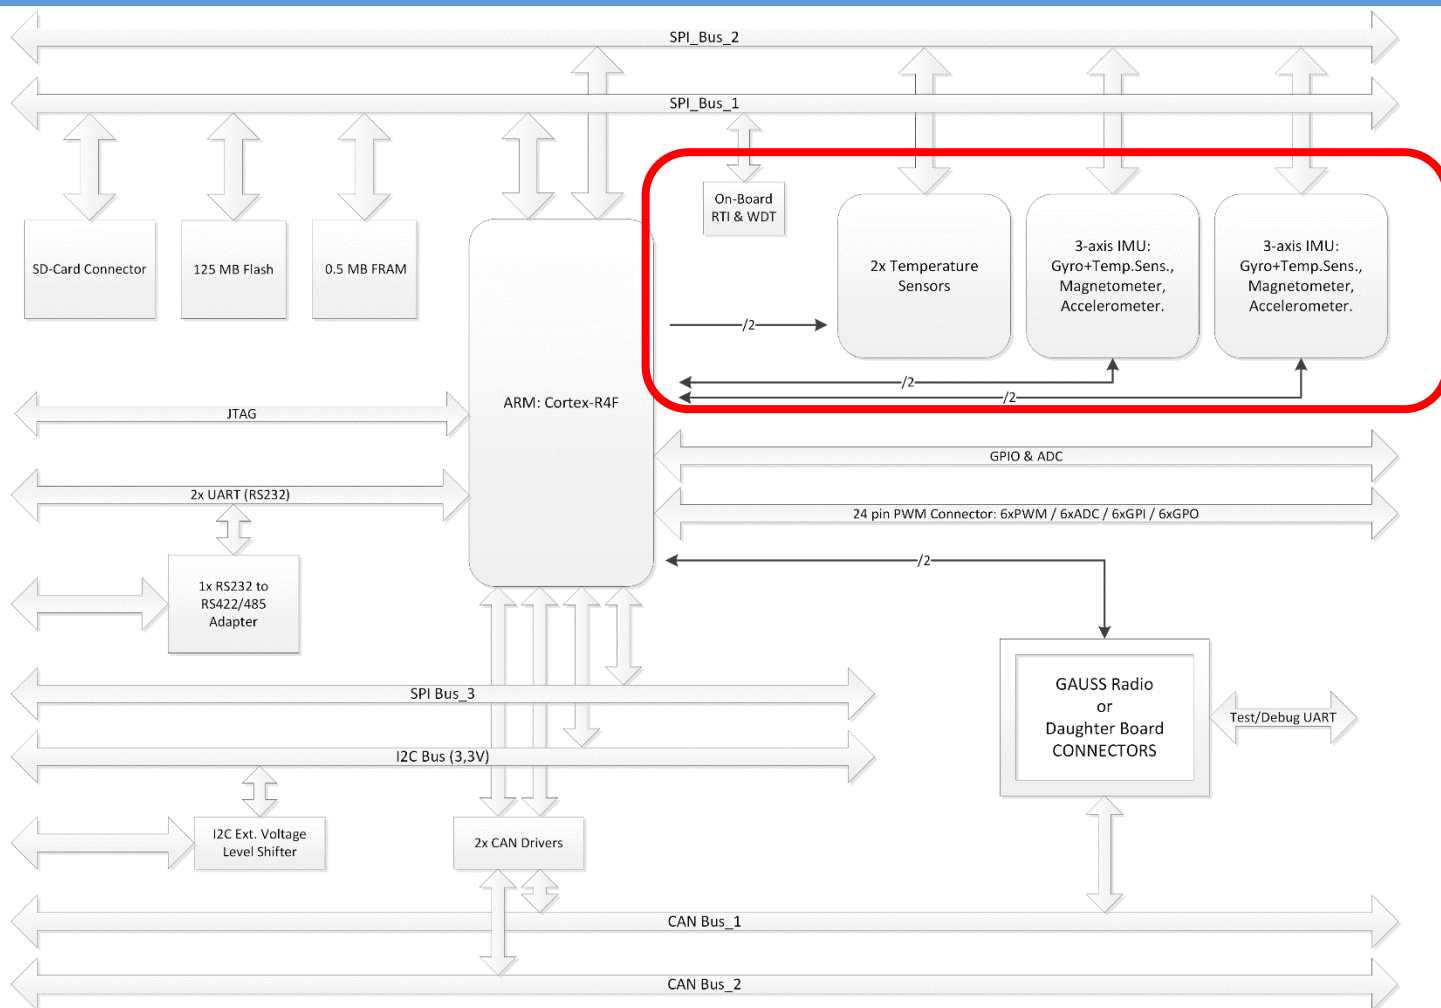 SPI_Bus_2
SPI_Bus_1
On-Board
RTI & WDT
SD-Card Connector
125 MB Flash
0.5 MB FRAM
2x Temperature
Sensors
3-axis IMU:
Gyro+Temp.Sens.,
Magnetometer,
Accelerometer.
3-axis IMU:
Gyro+Temp.Sens.,
Magnetometer,
Accelerometer.
/2
/2
/2
ARM: Cortex-R4F
JTAG
GPIO & ADC
2x UART (RS232)
24 pin PWM Connector: 6xPWM / 6xADC / 6xGPI / 6xGPO
/2
1x RS232 to
RS422/485
Adapter
SPI Bus_3
GAUSS Radio
or
Daughter Board
CONNECTORS
Test/Debug UART
I2C Bus (3,3V)
I2C Ext. Voltage
Level Shifter
2x CAN Drivers
CAN Bus_1
CAN Bus_2